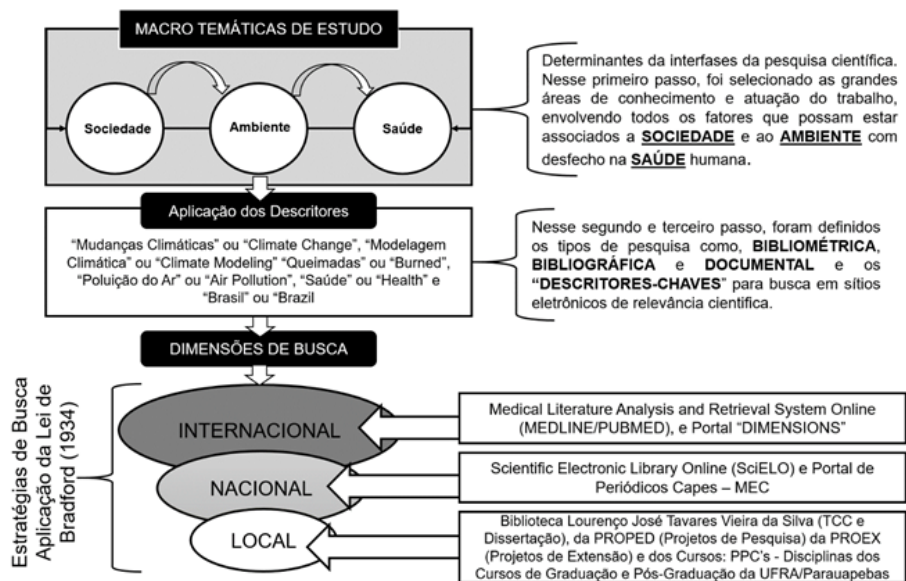 MACRO TEMÁTICAS DE ESTUDO
Sociedade
Ambiente
Saúde
Determinantes da interfases da pesquisa científica.
Nesse primeiro passo, foi selecionado as grandes
áreas de conhecimento e atuação do trabalho,
envolvendo todos os fatores que possam estar
associados a SOCIEDADE e ao AMBIENTE com
desfecho na SAÚDE humana.
Aplicação dos Descritores
“Mudanças Climáticas” ou “Climate Change”, “Modelagem
Climática” ou “Climate Modeling” “Queimadas” ou “Burned”,
“Poluição do Ar” ou “Air Pollution”, “Saúde” ou “Health” e
“Brasil” ou “Brazil
Nesse segundo e terceiro passo, foram definidos
os tipos de pesquisa como, BIBLIOMÉTRICA,
BIBLIOGRÁFICA e DOCUMENTAL e os
“DESCRITORES-CHAVES” para busca em sítios
eletrônicos de relevância científica.
DIMENSÕES DE BUSCA
Estratégias de Busca
Aplicação da Lei de
Bradford (1934)
INTERNACIONAL
Medical Literature Analysis and Retrieval System Online
(MEDLINE/PUBMED), e Portal “DIMENSIONS”
NACIONAL
Scientific Electronic Library Online (SciELO) e Portal de
Periódicos Capes – MEC
LOCAL
Biblioteca Lourenço José Tavares Vieira da Silva (TCC e
Dissertação), da PROPED (Projetos de Pesquisa) da PROEX
(Projetos de Extensão) e dos Cursos: PPC's - Disciplinas dos
Cursos de Graduação e Pós-Graduação da UFRA/Parauapebas